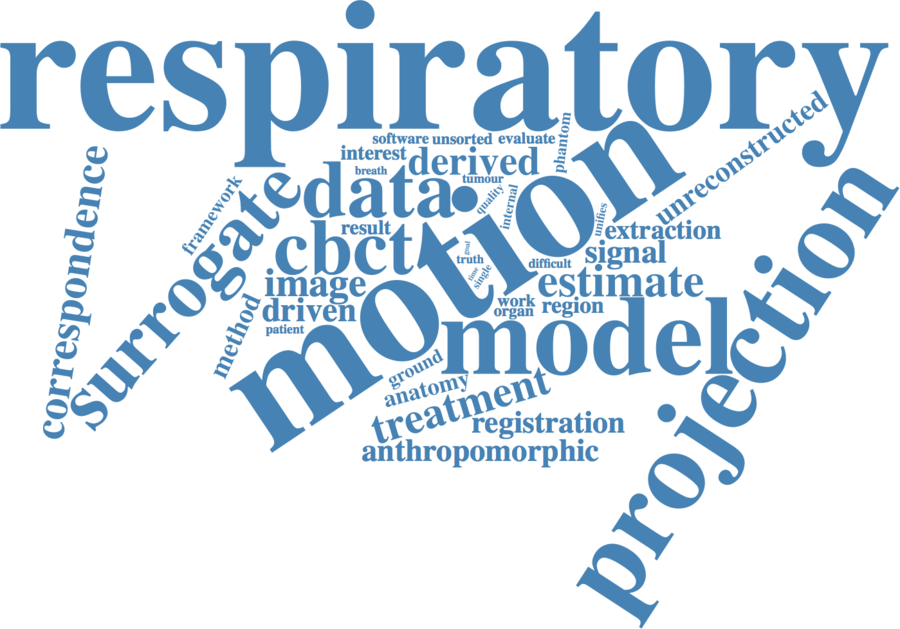 respiratory
software
unsorted
evaluate
phantom
unreconstructed
interest
derived
breath
tumour
correspondence
framework
surrogate
data
quality
internal
motion
unifies
extraction
result
cbct
goal
truth
signal
difficult
time
single
image
estimate
driven
work
organ
region
method
patient
model
projection
ground
anatomy
treatment
registration
anthropomorphic